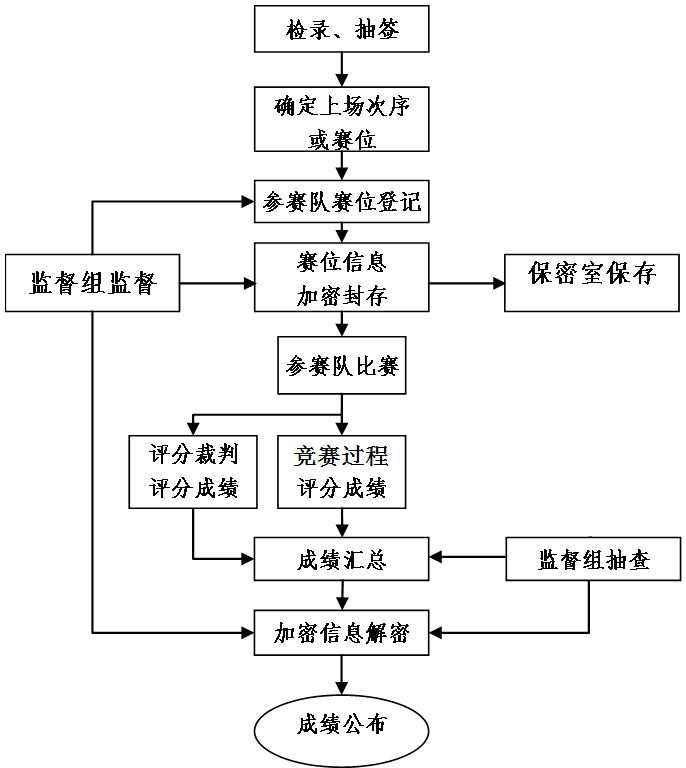 检录、抽签
确定上场次序
或赛位
参赛队赛位登记
监督组监督
赛位信息
加密封存
保密室保存
参赛队比赛
评分裁判
评分成绩
竞赛过程
评分成绩
成绩汇总
监督组抽查
加密信息解密
成绩公布